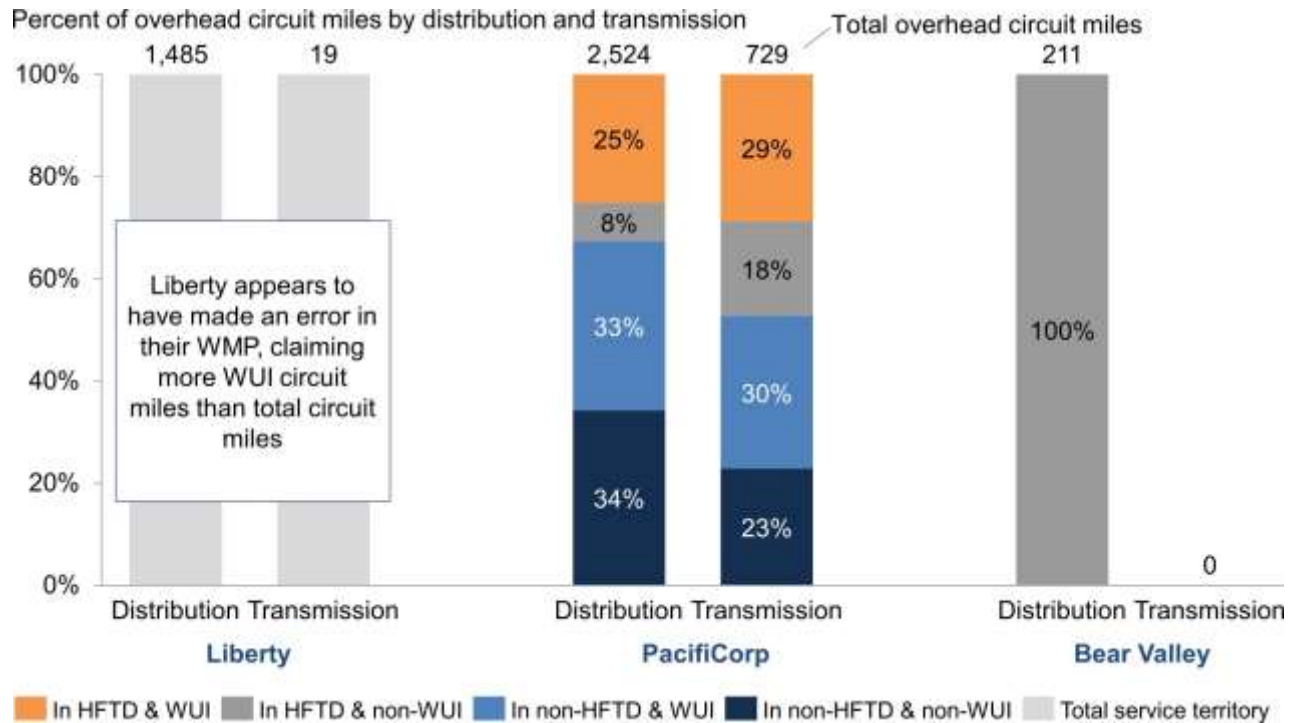 Percent of overhead circuit miles by distribution and transmission
Total overhead circuit miles
1,485 19 2,524 729 211
100%
80%
60%
40%
20%
0%
Liberty appears to
have made an error in
their WMP, claiming
more WUI circuit
miles than total circuit
miles
25%
8%
33%
34%
29%
18%
30%
23%
100%
0
Distribution Transmission Distribution Transmission Distribution Transmission
Liberty PacifiCorp Bear Valley
In HFTD & WUI In HFTD & non-WUI In non-HFTD & WUI In non-HFTD & non-WUI Total service territory